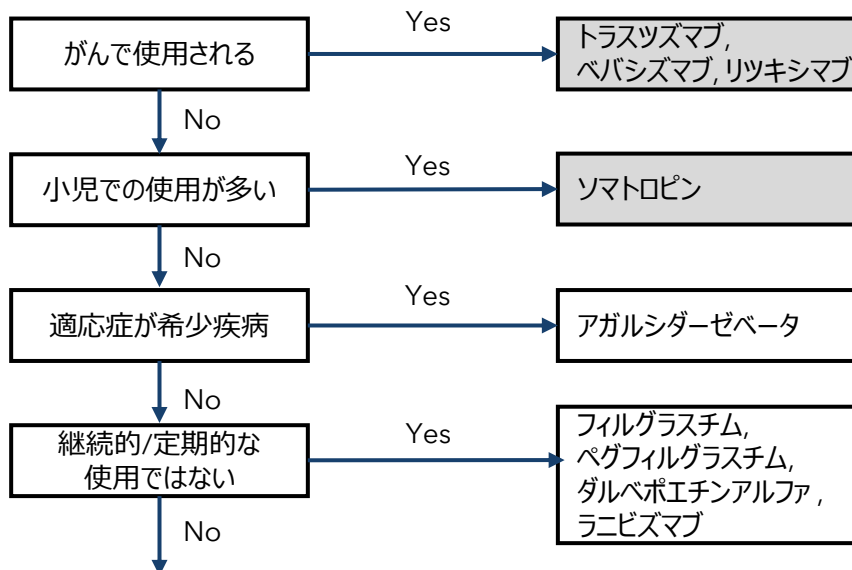 がんで使用される
Yes
トラスツズマブ,
ベバシズマブ, リツキシマブ
No
小児での使用が多い
Yes
ソマトロピン
No
適応症が希少疾病
Yes
アガルシダーゼベータ
No
継続的/定期的な
使用ではない
Yes
フィルグラスチム,
ペグフィルグラスチム,
ダルベポエチンアルファ ,
ラニビズマブ
No